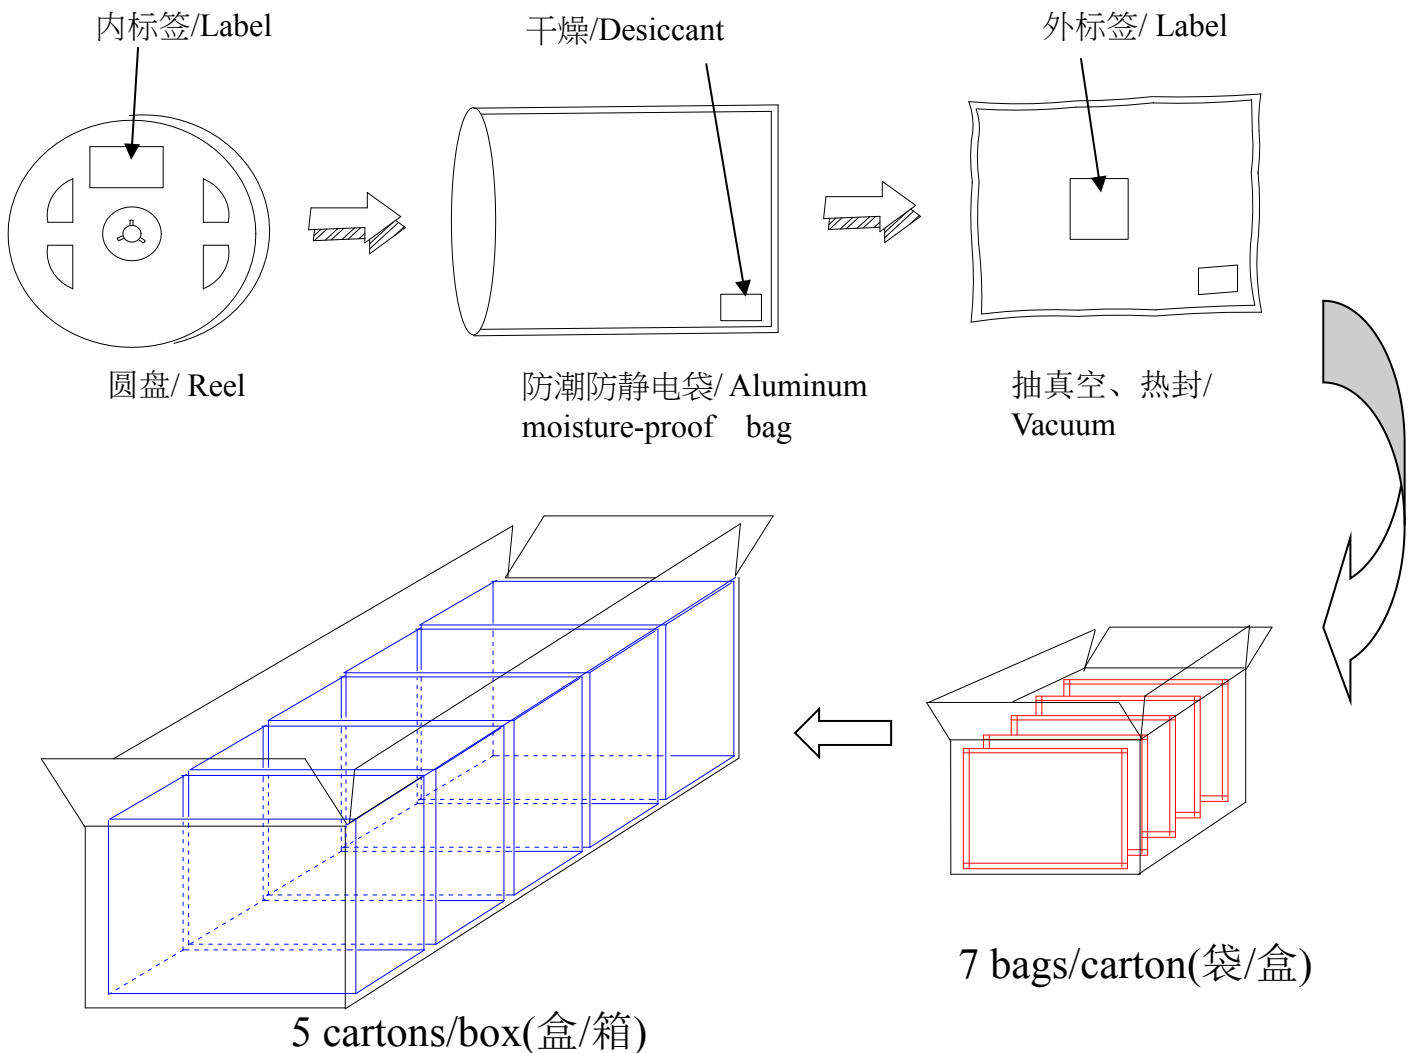 内标签/Label
干燥/Desiccant
外标签/ Label
圆盘/ Reel
防潮防静电袋/ Aluminum
moisture-proof bag
抽真空、热封/
Vacuum
7 bags/carton(袋/盒)
5 cartons/box(盒/箱)